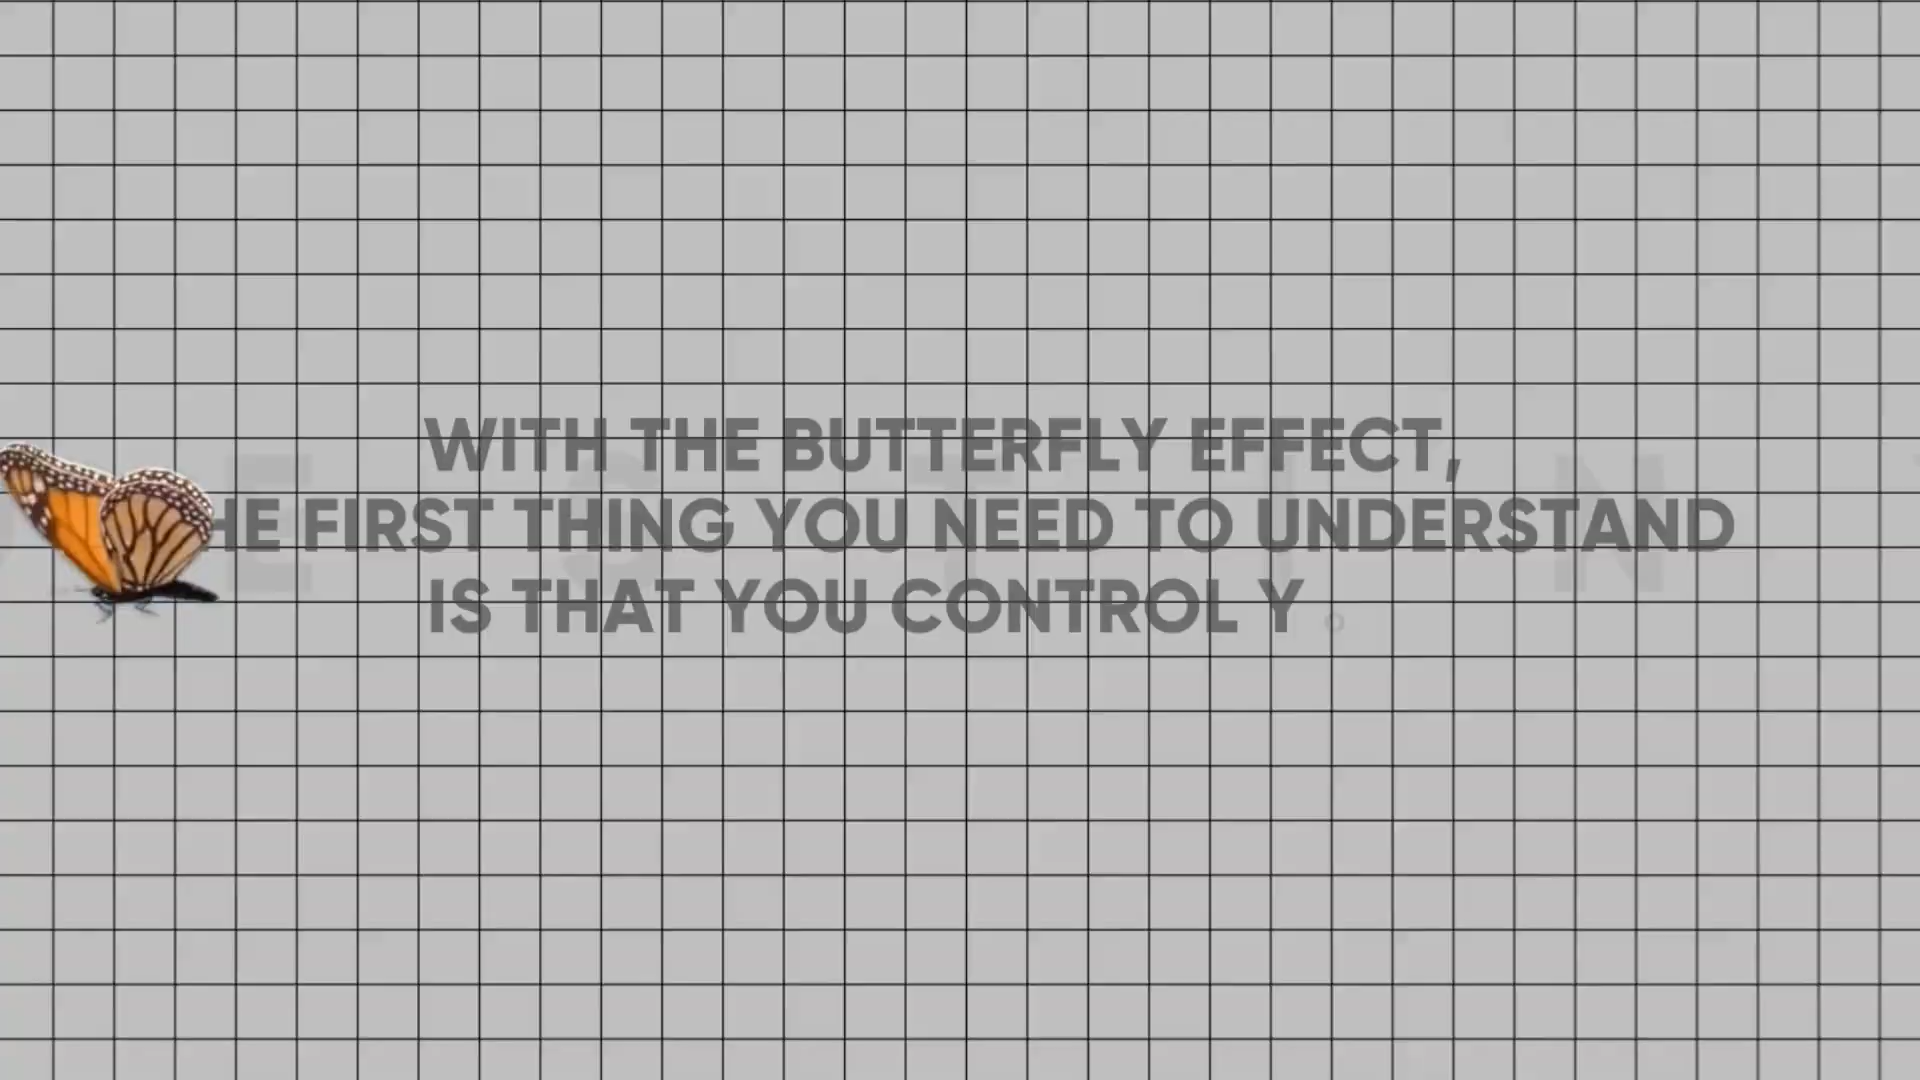 WITH THE BUTTERFLY EFFECT,
HE FIRST THING YOU NEED TO UNDERSTAND
IS THAT YOU CONTROL Y